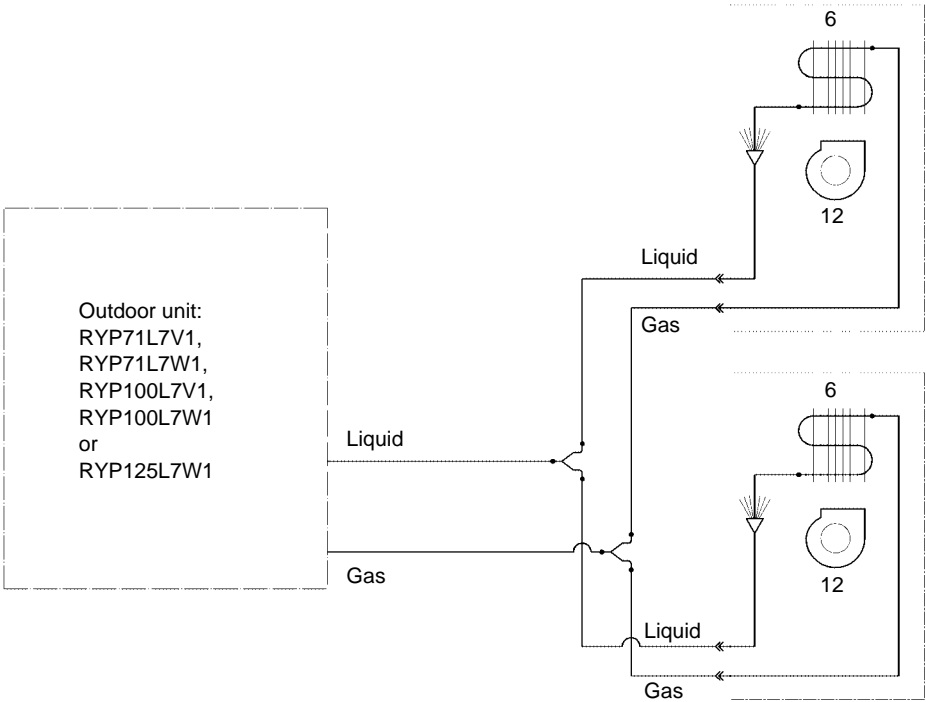 6
12
Liquid
Gas
Outdoor unit:
RYP71L7V1,
RYP71L7W1,
RYP100L7V1,
RYP100L7W1
or
RYP125L7W1
Liquid
Gas
6
12
Liquid
Gas